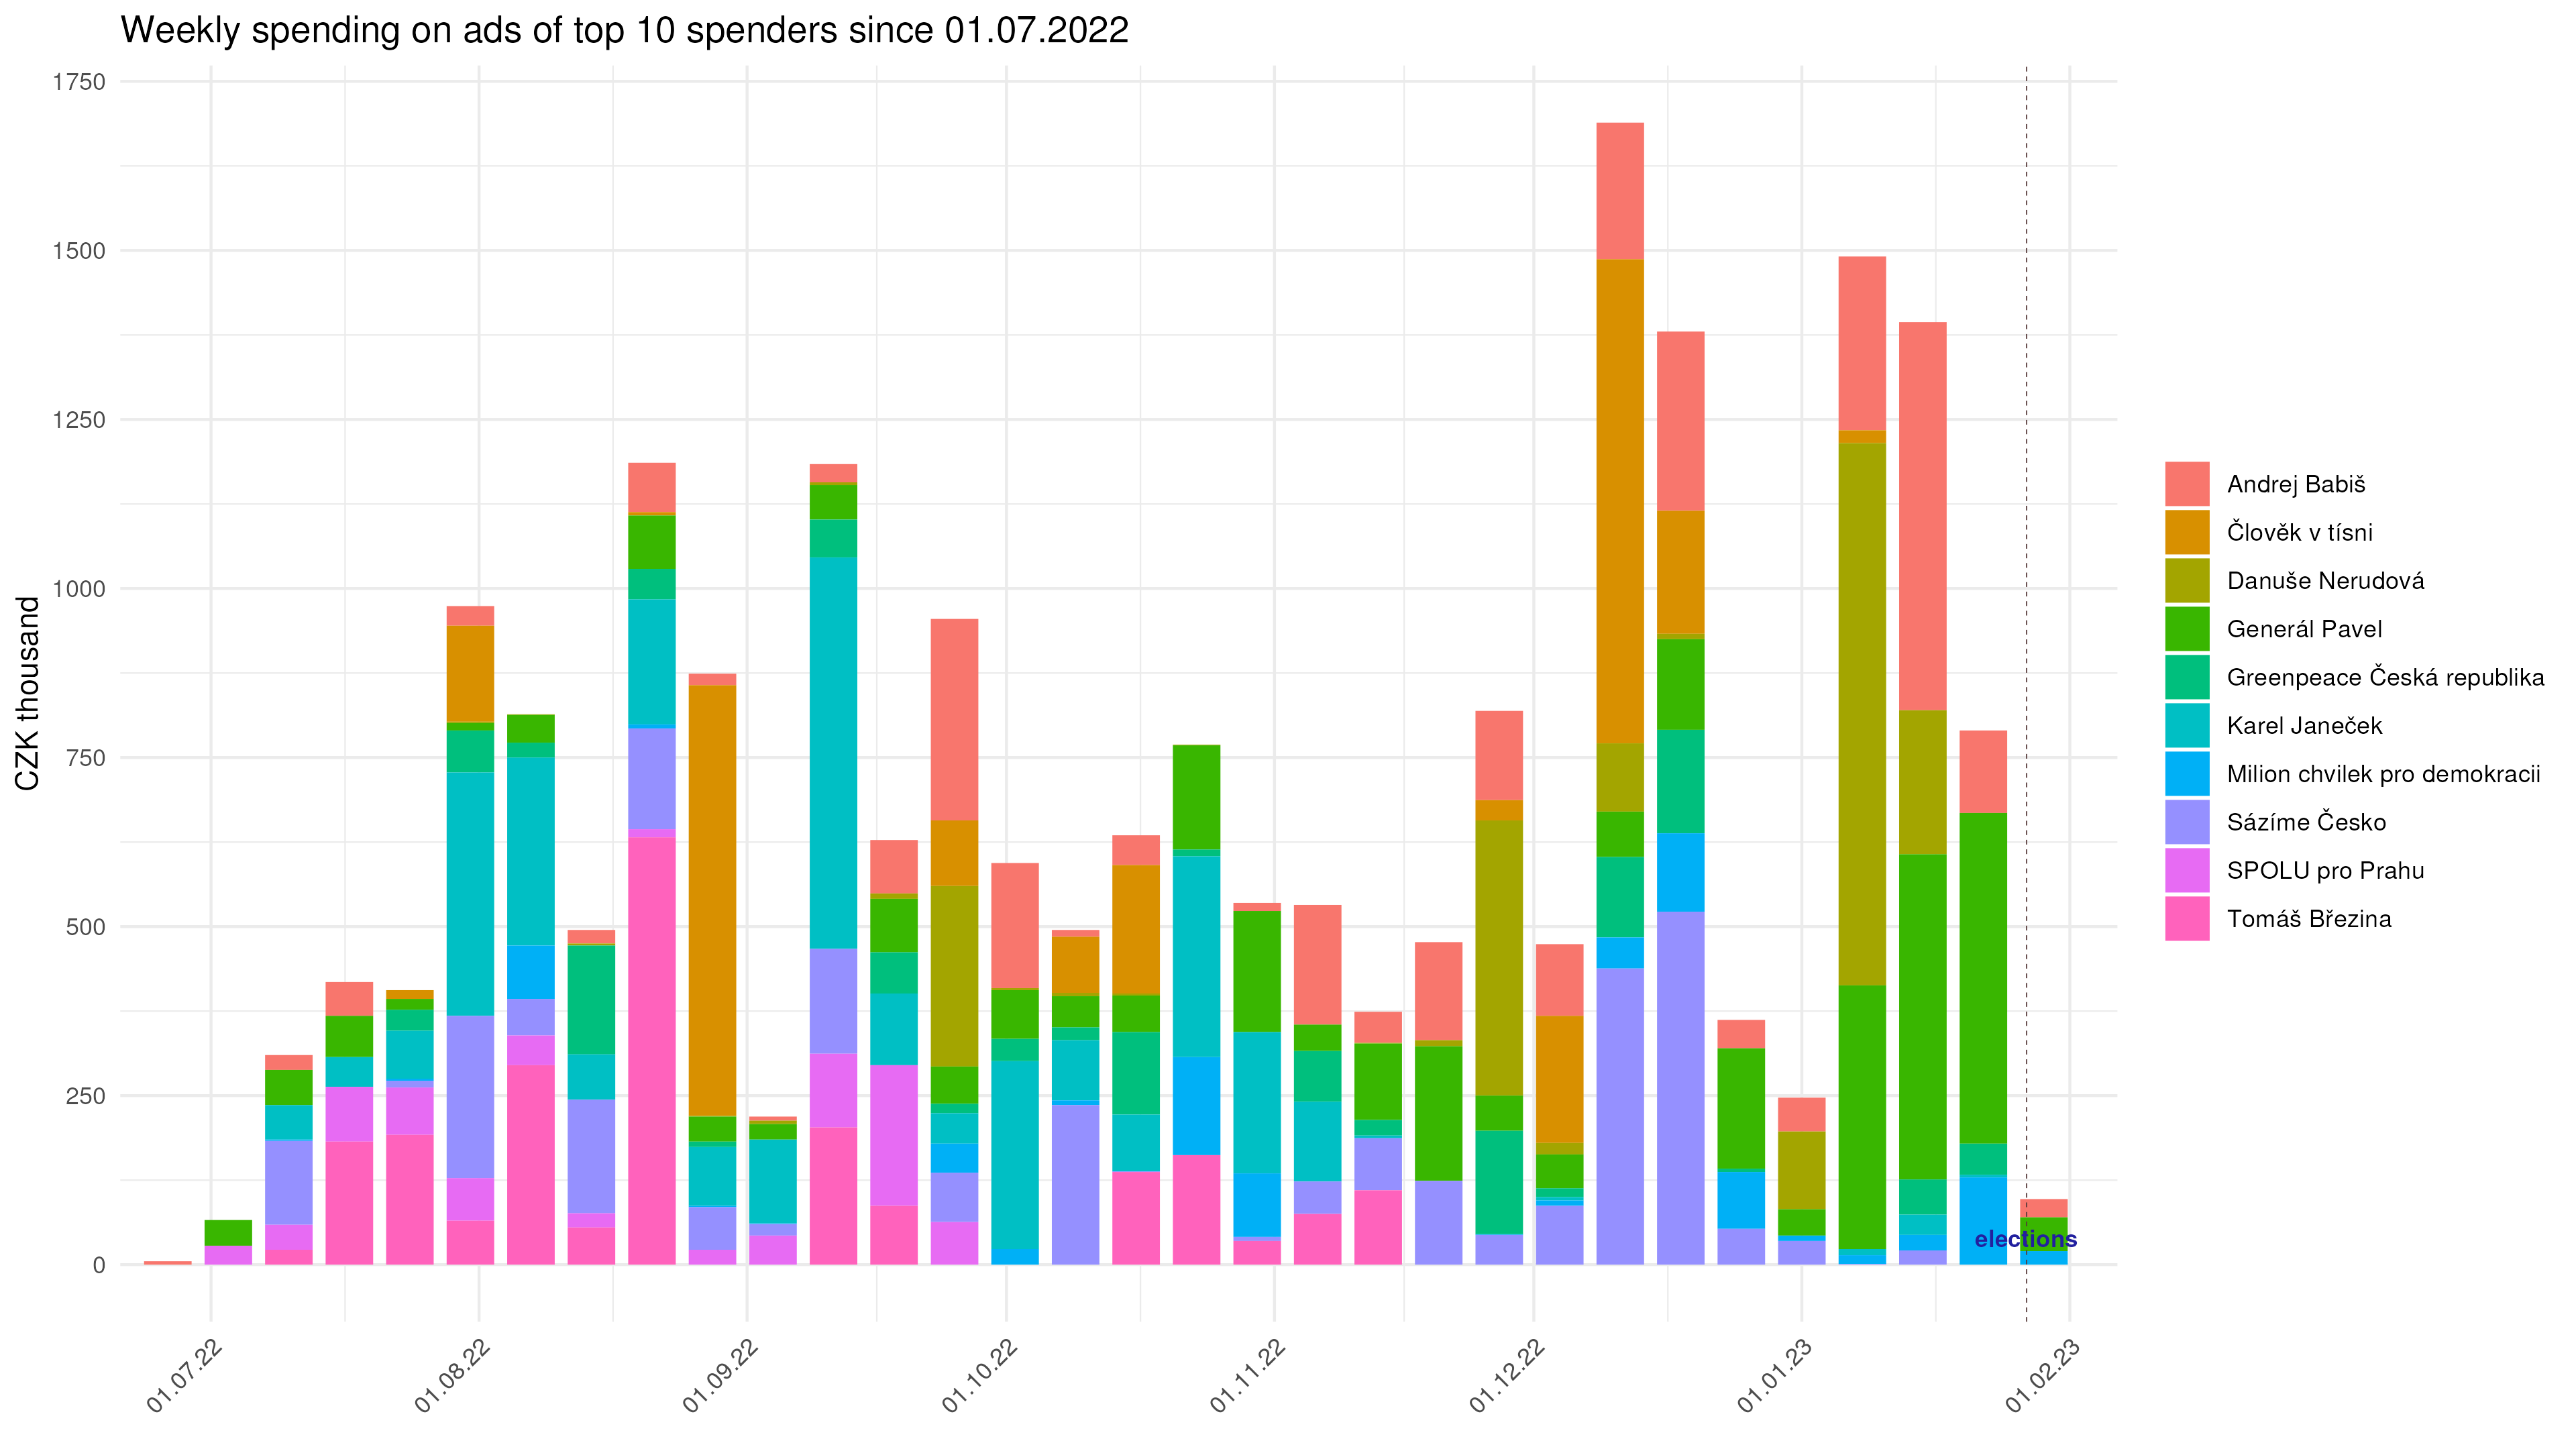 Weekly spending on ads of top 10 spenders since 01.07.2022
CZK thousand
1750
1500
1250
1000
750
500
250
0
elections
01.07.22
01.08.22
01.09.22
01.10.22
01.11.22
01.12.22
01.01.23
01.02.23
Andrej Babiš
Člověk v tísni
Danuše Nerudová
Generál Pavel
Greenpeace Česká republika
Karel Janeček
Milion chvilek pro demokracii
Sázíme Česko
SPOLU pro Prahu
Tomáš Březina